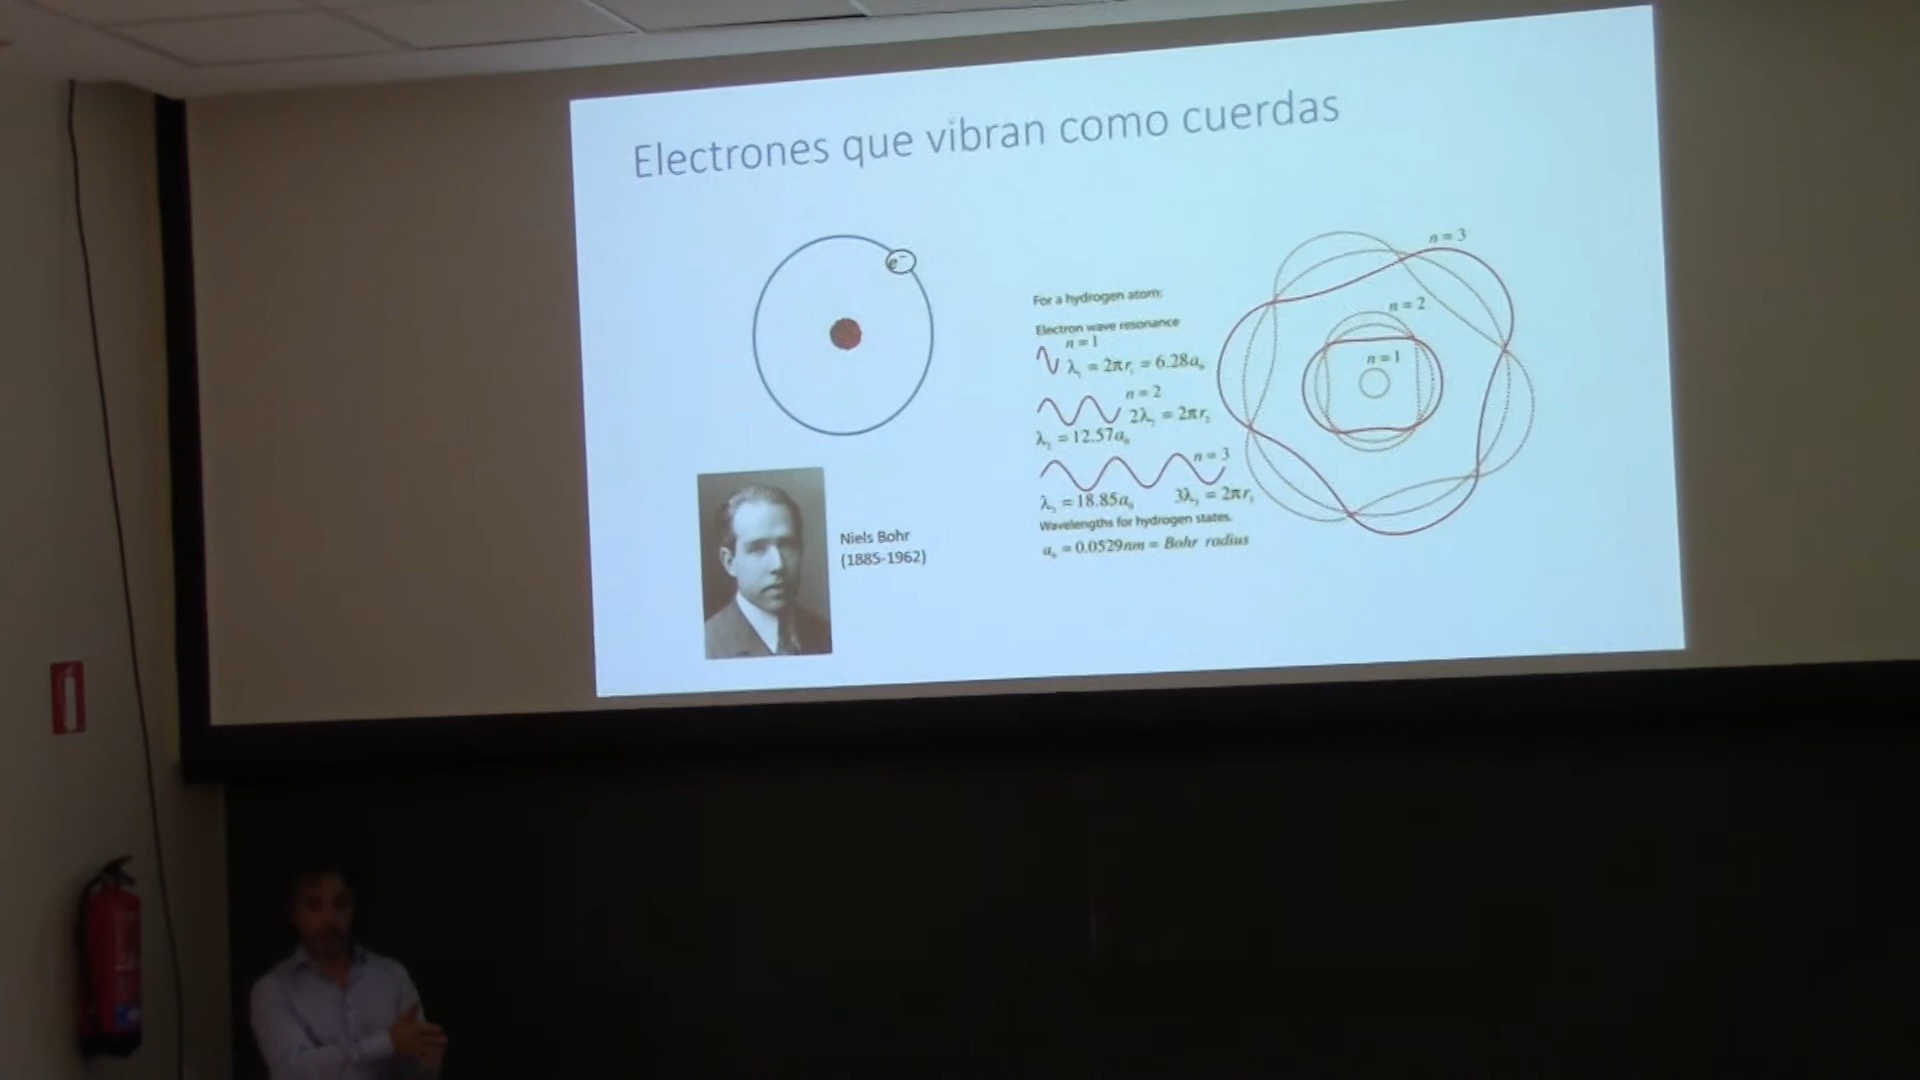 Electrones que vibran como cuerdas
e⁻
Niels Bohr
(1885-1962)
For a hydrogen atom:
Electron wave resonance
n = 1
λ₁ = 2πr₁ = 6.28a₀
n = 2
2λ₂ = 2πr₂
λ₂ = 12.57a₀
n = 3
λ₃ = 18.85a₀ 3λ₃ = 2πr₃
Wavelengths for hydrogen states.
a₀ = 0.0529nm = Bohr radius
n = 3
n = 2
n = 1